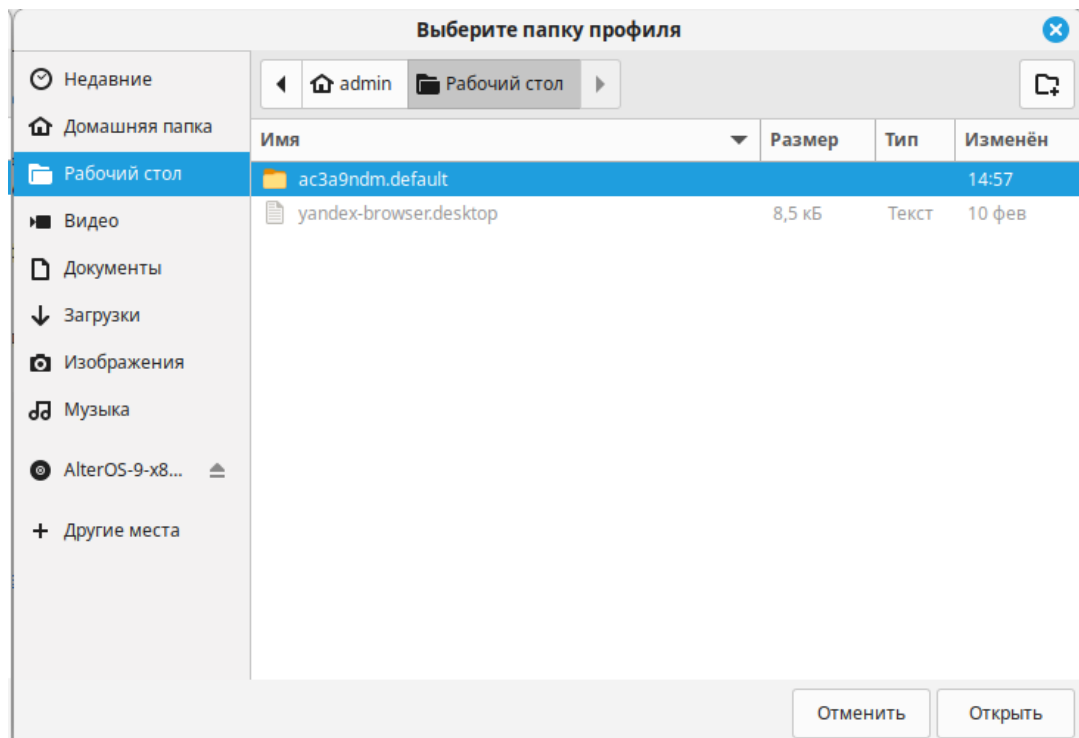 Выберите папку профиля
Недавние
Домашняя папка
Рабочий стол
Видео
Документы
Загрузки
Изображения
Музыка
AlterOS-9-x8...
Другие места
admin Рабочий стол
Имя Размер Тип Изменён
ac3a9ndm.default 14:57
yandex-browser.desktop 8,5 кБ Текст 10 фев
Отменить Открыть